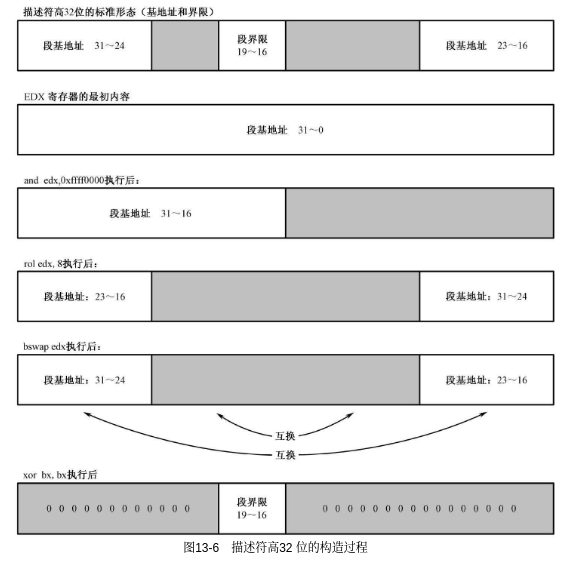 描述符高32位的标准形态（基地址和界限）
段基地址 31～24
段界限
19～16
段基地址 23～16
EDX 寄存器的最初内容
段基地址 31～0
and edx,0xffff0000执行后：
段基地址 31～16
rol edx, 8执行后：
段基地址：23～16
段基地址：31～24
bswap edx执行后：
段基地址：31～24
段基地址：23～16
互换
互换
xor bx, bx执行后
0 0 0 0 0 0 0 0 0 0 0 0
段界限
19～16
0 0 0 0 0 0 0 0 0 0 0 0 0 0 0 0
图13-6 描述符高32 位的构造过程